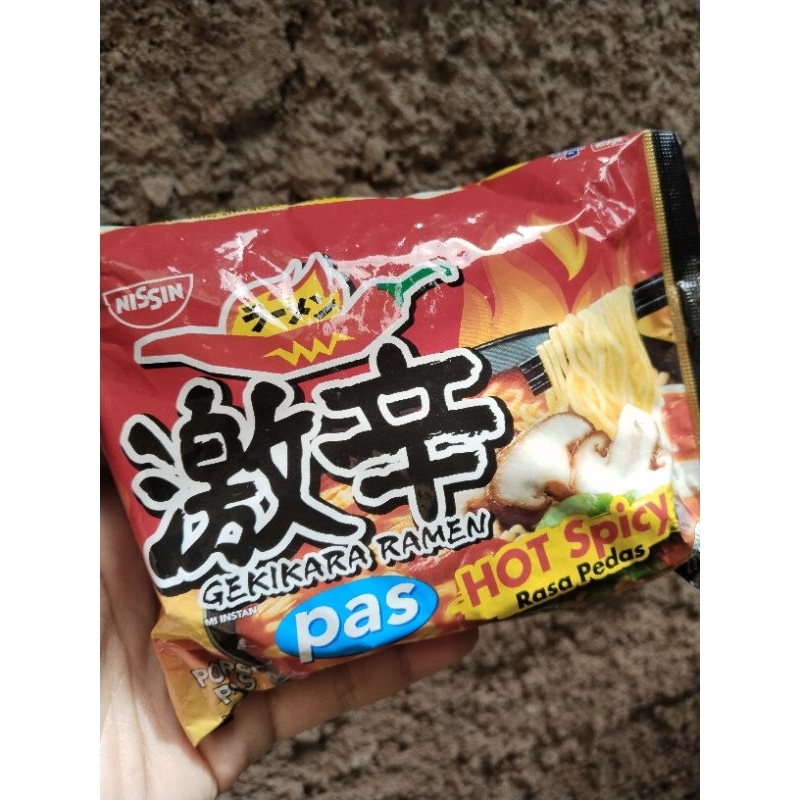 NISSIN
ラーメン
激辛
GEKIKARA RAMEN
MI INSTAN
pas
HOT Spicy
Rasa Pedas